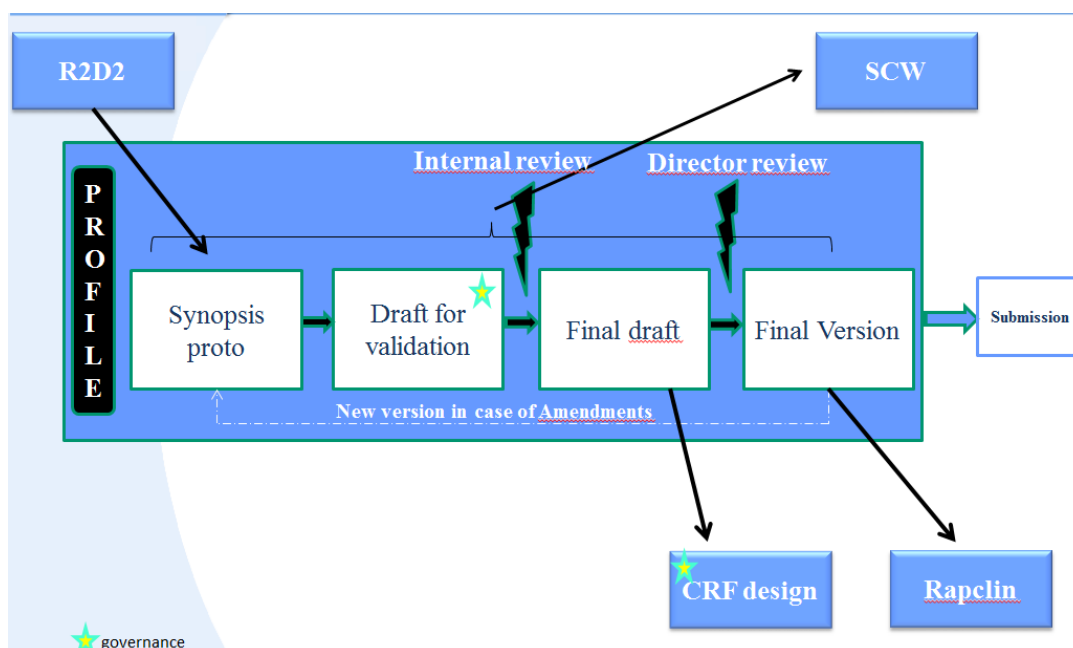 R2D2
SCW
Internal review
Director review
PROFILE
Synopsis
proto
Draft for
validation
Final draft
Final Version
Submission
New version in case of Amendments
CRF design
Rapclin
governance